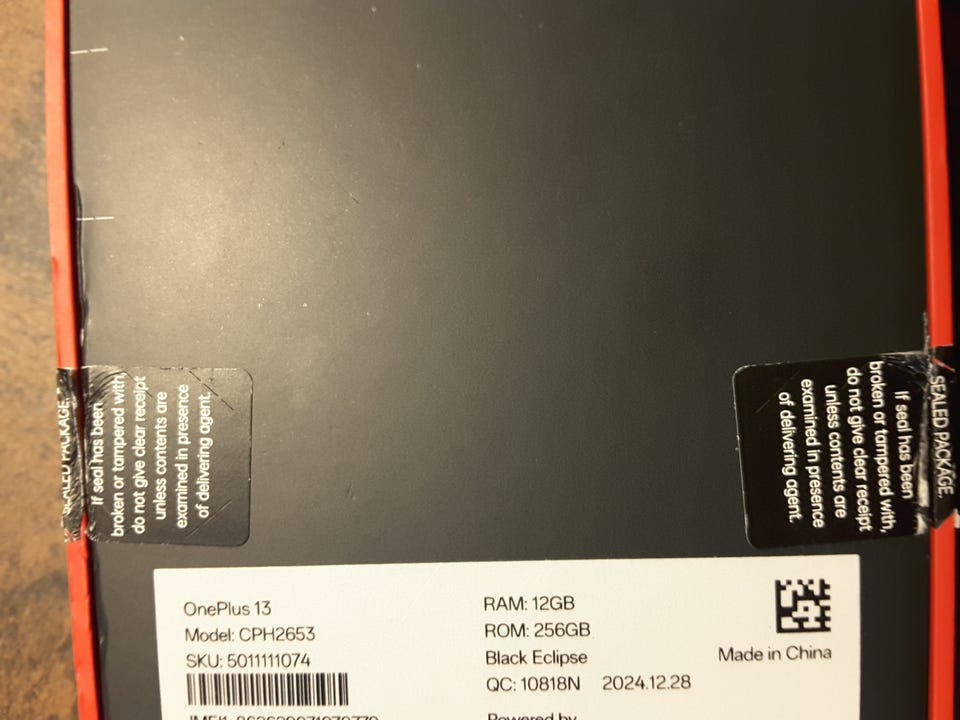 SEALED PACKAGE.
If seal has been
broken or tampered with,
do not give clear receipt
unless contents are
examined in presence
of delivering agent.
SEALED PACKAGE.
If seal has been
broken or tampered with,
do not give clear receipt
unless contents are
examined in presence
of delivering agent.
OnePlus 13
Model: CPH2653
SKU: 5011111074
RAM: 12GB
ROM: 256GB
Black Eclipse
QC: 10818N 2024.12.28
Powered by
Made in China